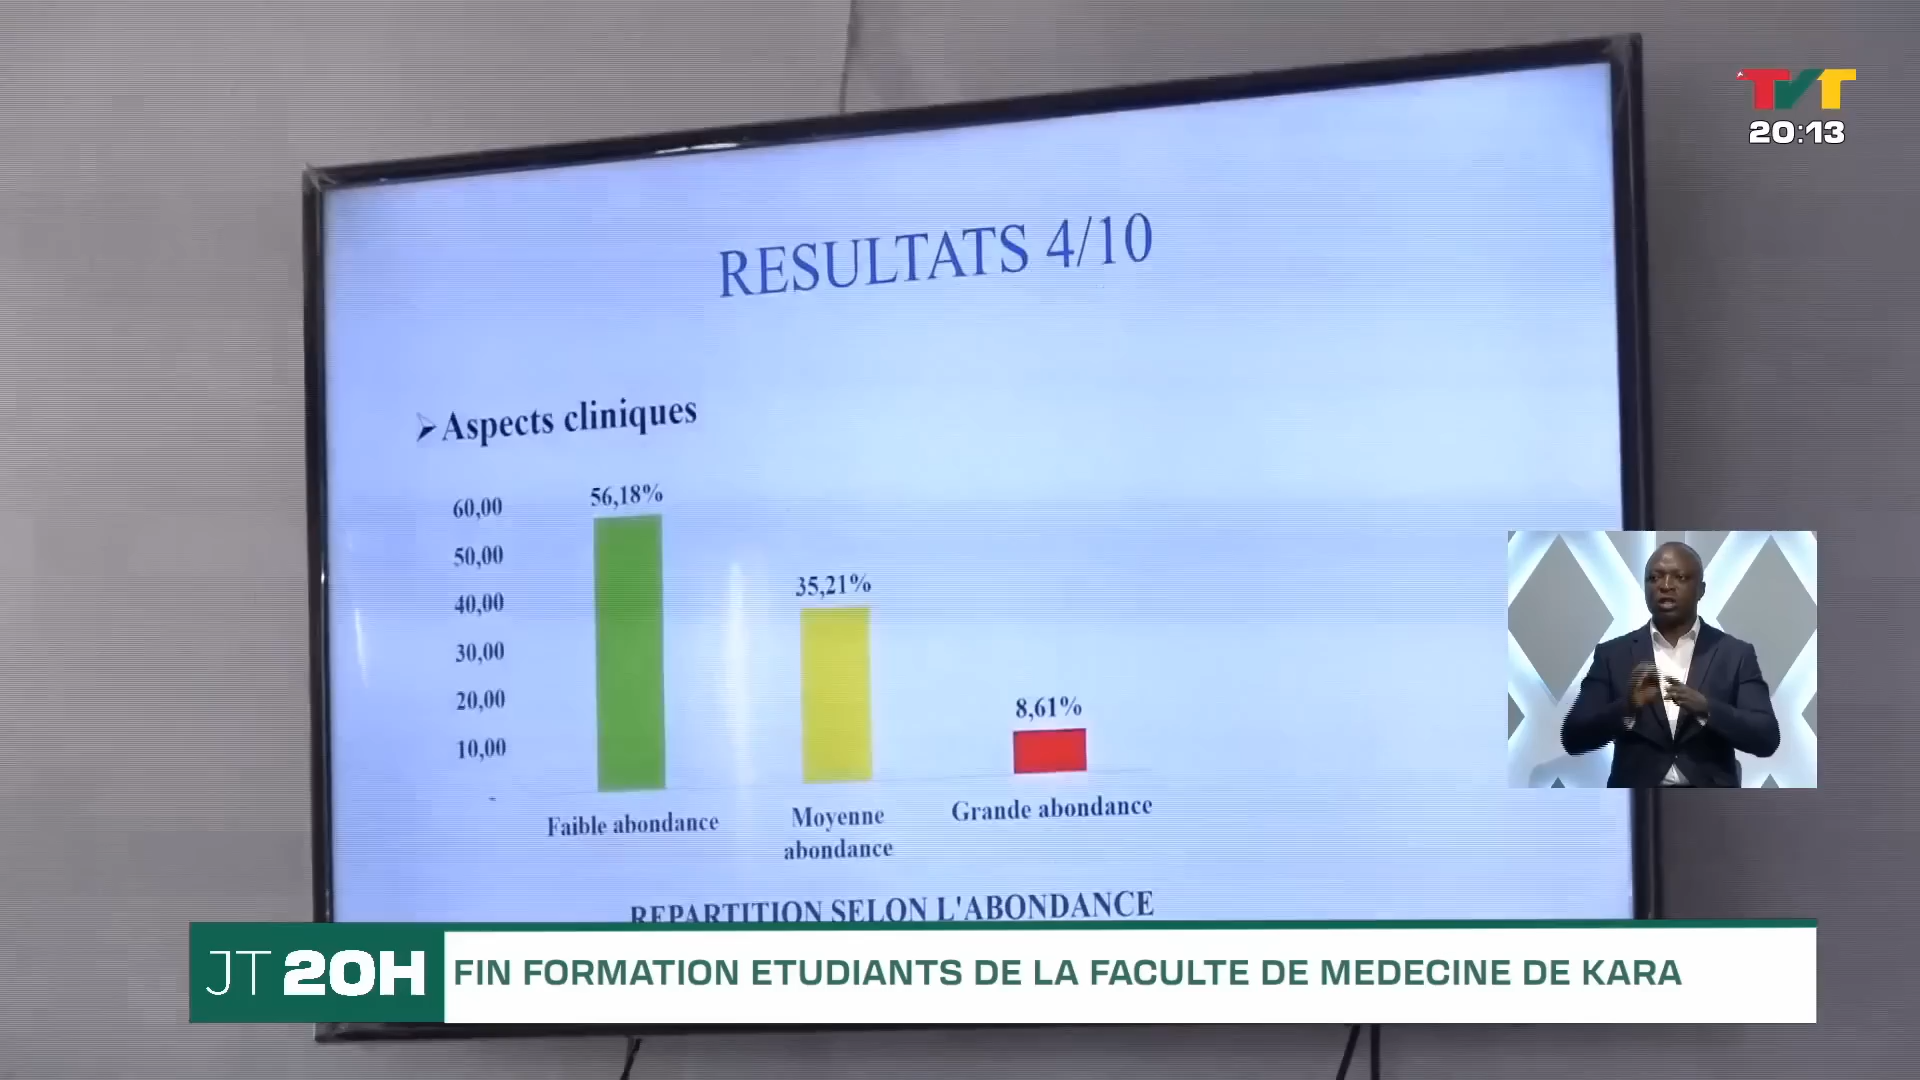 TVT
20:13
RESULTATS 4/10
Aspects cliniques
60,00
50,00
40,00
30,00
20,00
10,00
-
56,18%
35,21%
8,61%
Faible abondance
Moyenne
abondance
Grande abondance
REPARTITION SELON L'ABONDANCE
JT 20H
FIN FORMATION ETUDIANTS DE LA FACULTE DE MEDECINE DE KARA